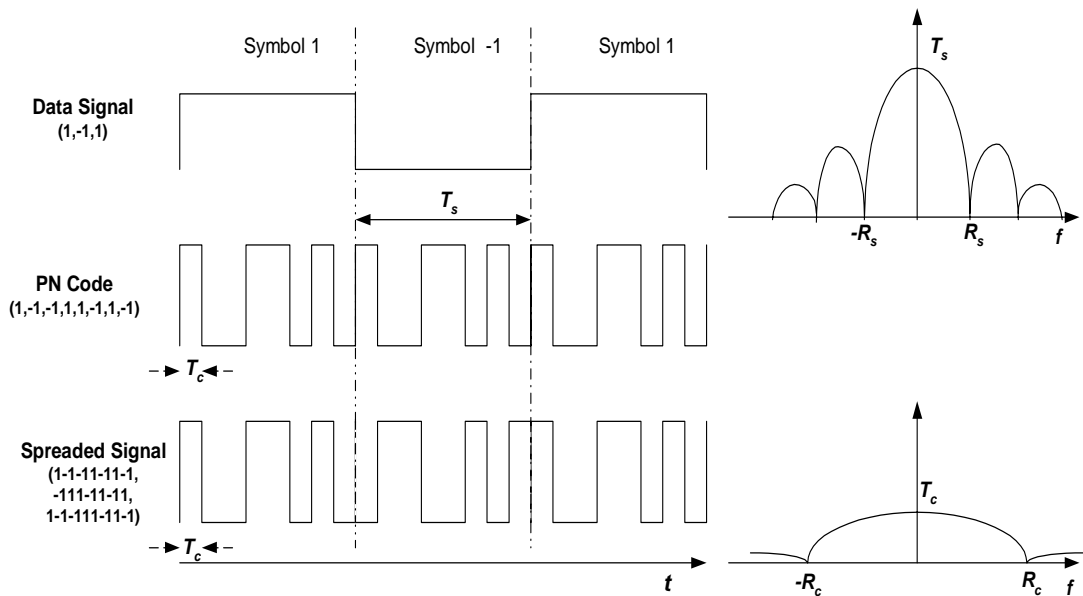 Symbol 1
Symbol -1
Symbol 1
Data Signal
(1,-1,1)
T_s
PN Code
(1,-1,-1,1,1,-1,1,-1)
T_c
Spreaded Signal
(1-1-11-11-1,
-111-11-11,
1-1-111-11-1)
T_c
t
T_s
-R_s
R_s
f
T_c
-R_c
R_c
f